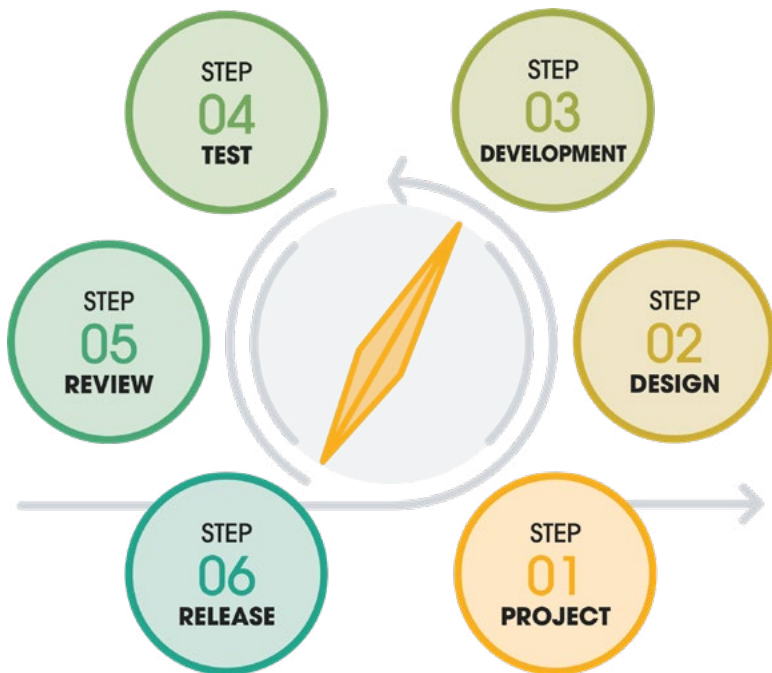 STEP
04
TEST
STEP
03
DEVELOPMENT
STEP
05
REVIEW
STEP
02
DESIGN
STEP
06
RELEASE
STEP
01
PROJECT